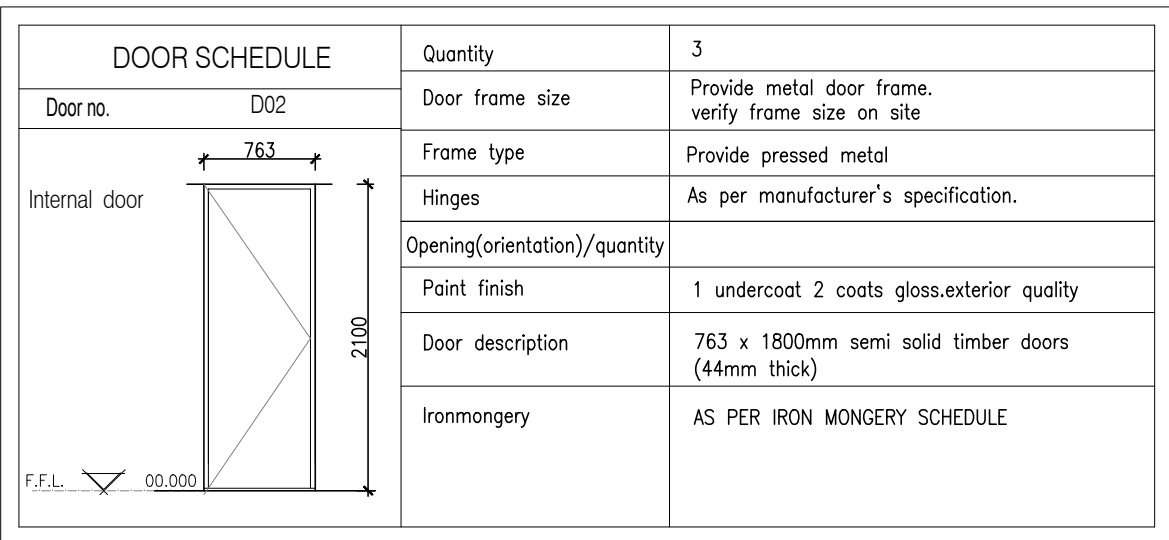 DOOR SCHEDULE
Door no. D02
763
Internal door
2100
F.F.L. 00.000
Quantity 3
Door frame size Provide metal door frame.
verify frame size on site
Frame type Provide pressed metal
Hinges As per manufacturer's specification.
Opening(orientation)/quantity
Paint finish 1 undercoat 2 coats gloss.exterior quality
Door description 763 x 1800mm semi solid timber doors
(44mm thick)
Ironmongery AS PER IRON MONGERY SCHEDULE